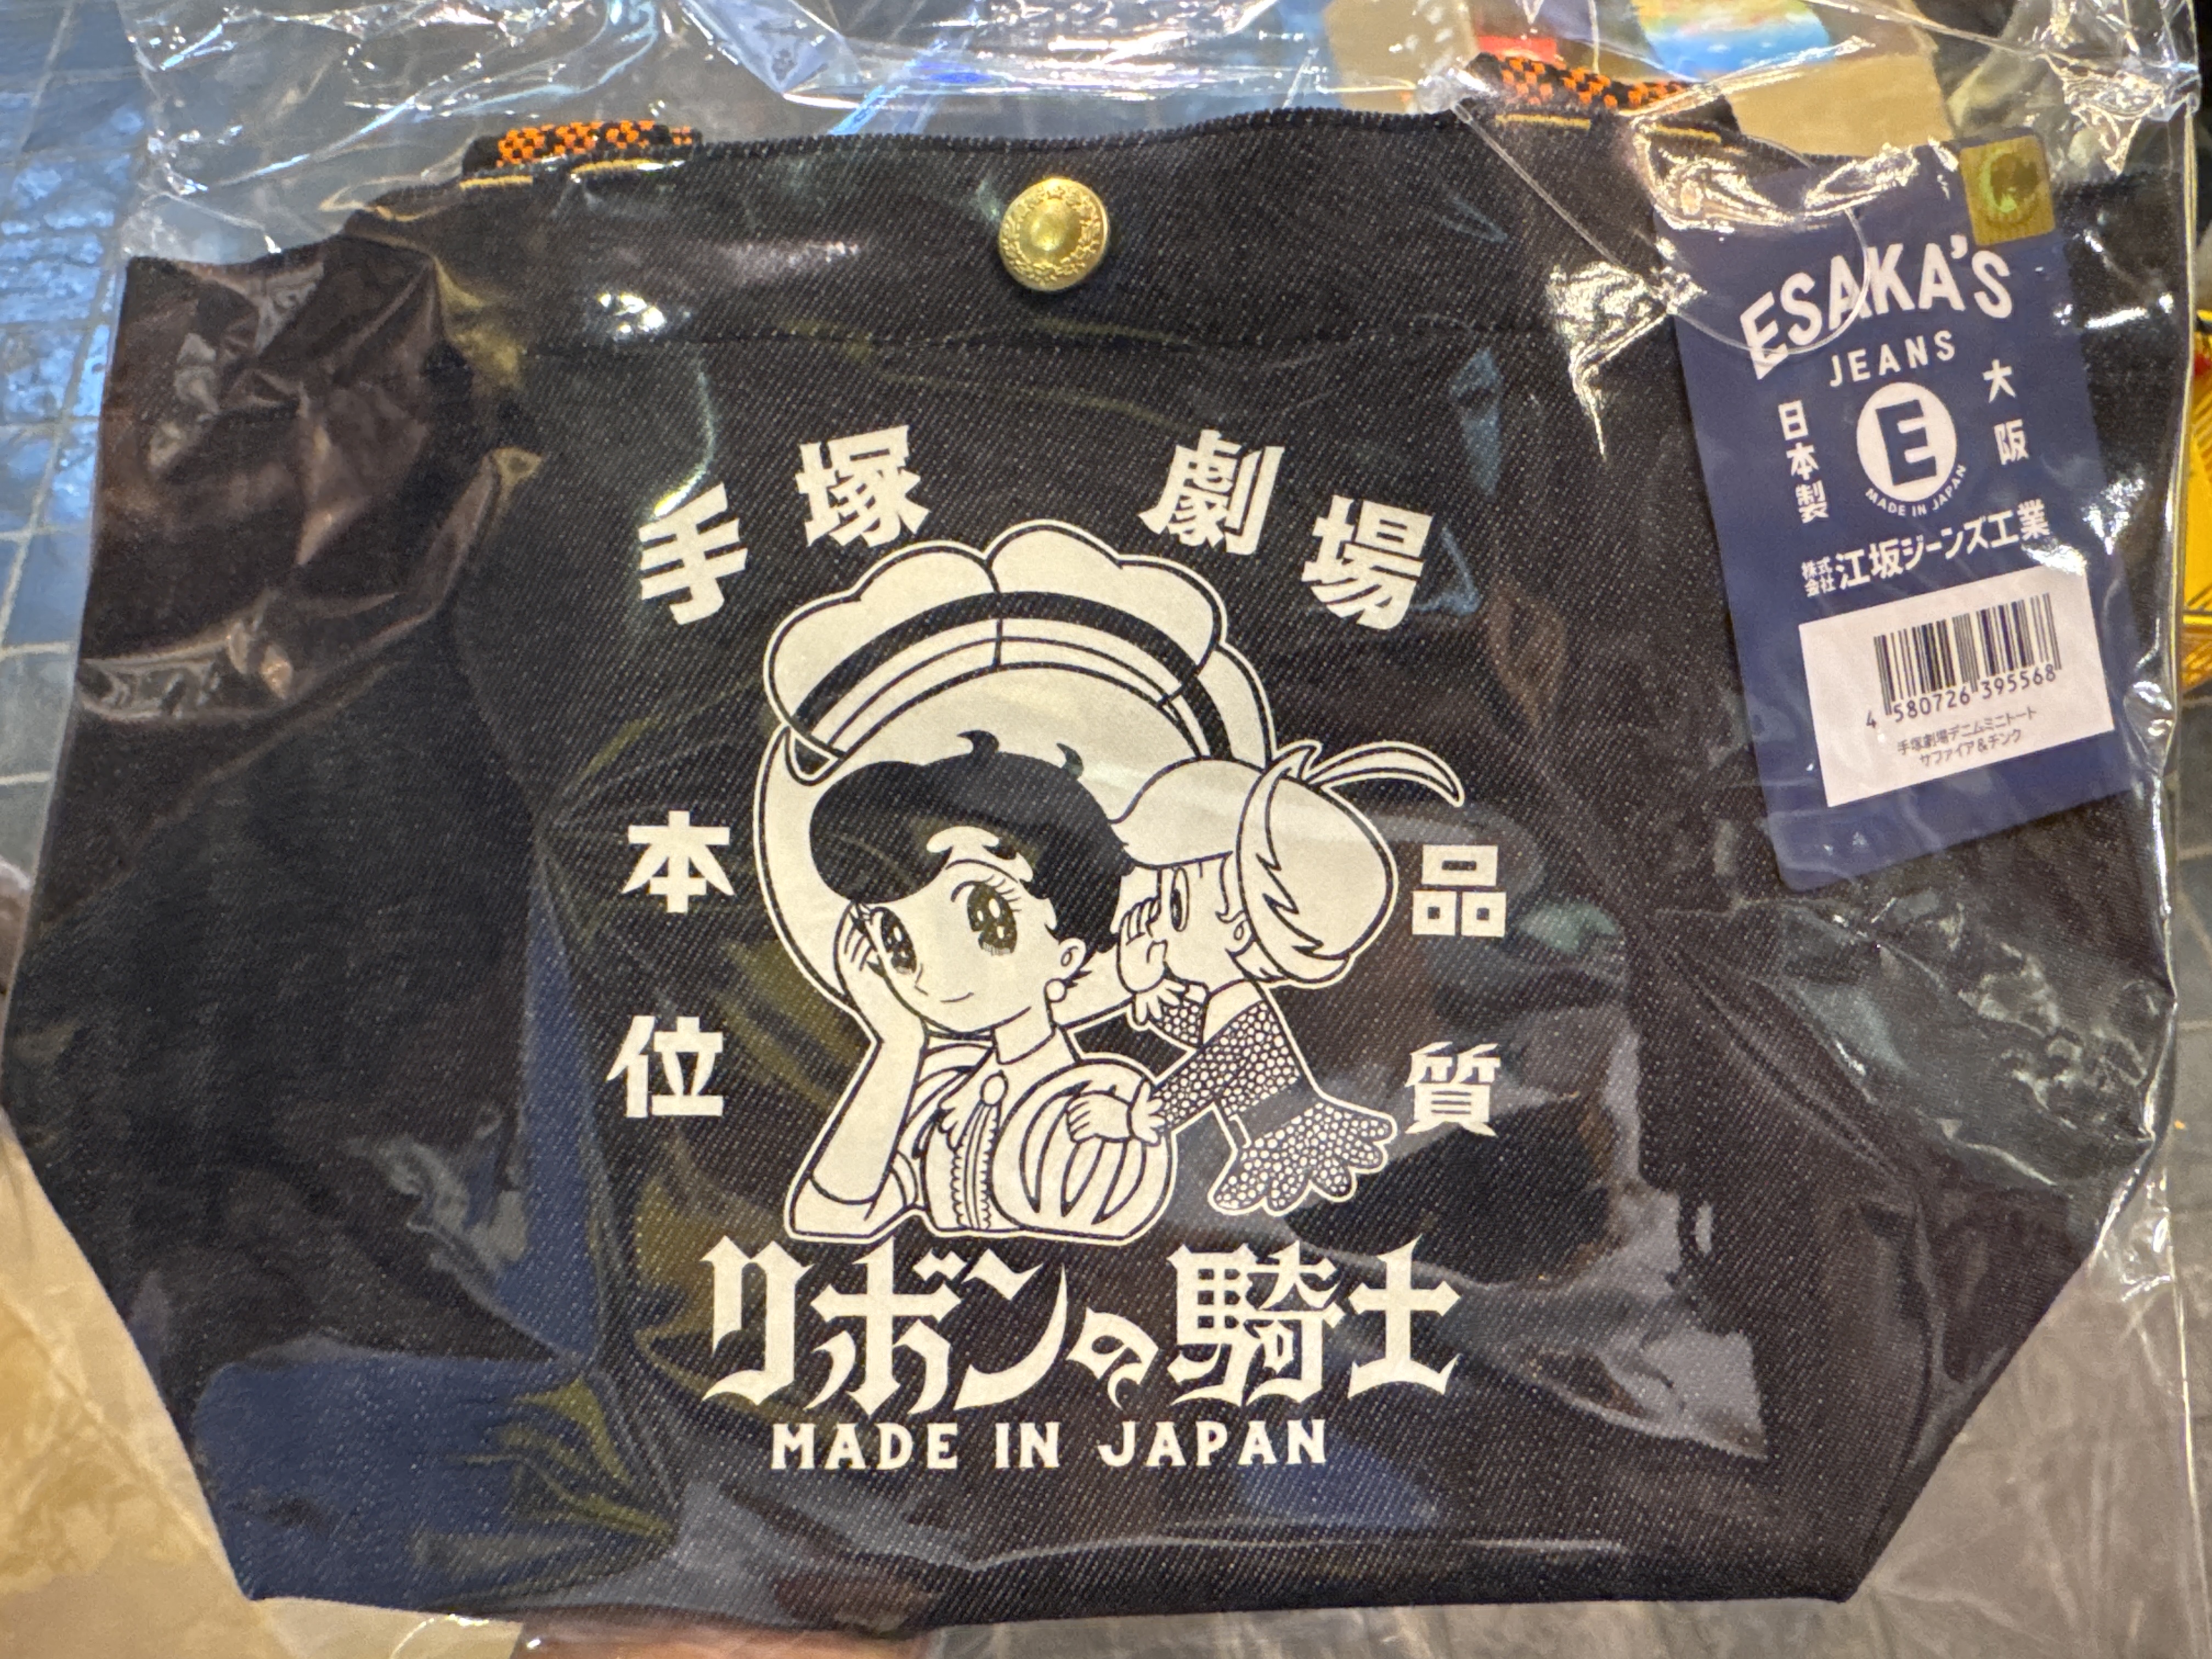 手塚 劇場
本位
品質
リボンの騎士
MADE IN JAPAN
ESAKA'S
JEANS
日本製
E
大阪
MADE IN JAPAN
株式会社 江坂ジーンズ工業
4 580726 395568
手塚劇場デニムミニトート
サファイア&チンク